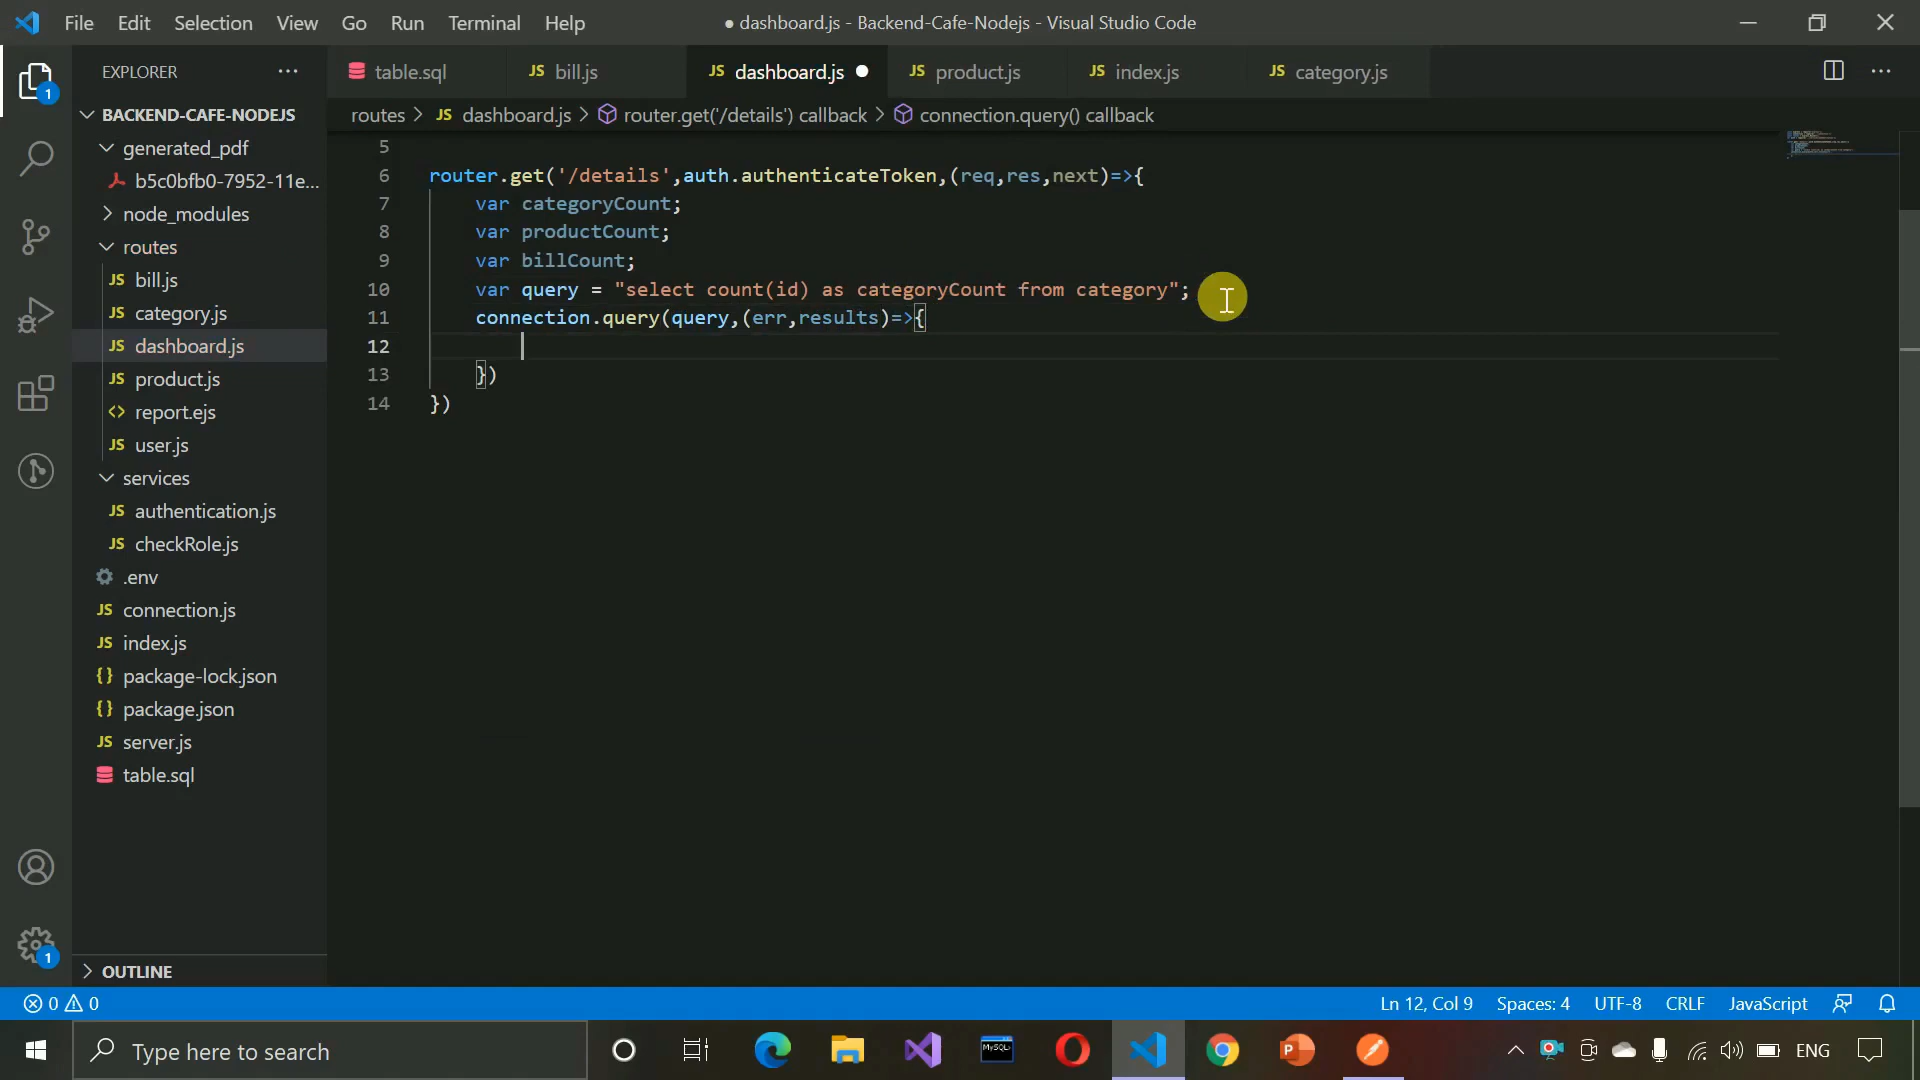 File Edit Selection View Go Run Terminal Help
● dashboard.js - Backend-Cafe-Nodejs - Visual Studio Code
EXPLORER
table.sql
JS bill.js
JS dashboard.js
JS product.js
JS index.js
JS category.js
routes > JS dashboard.js > router.get('/details') callback > connection.query() callback
BACKEND-CAFE-NODEJS
generated_pdf
b5c0bfb0-7952-11e...
node_modules
routes
JS bill.js
JS category.js
JS dashboard.js
JS product.js
<> report.ejs
JS user.js
services
JS authentication.js
JS checkRole.js
.env
JS connection.js
JS index.js
{} package-lock.json
{} package.json
JS server.js
table.sql
OUTLINE
5
6 router.get('/details',auth.authenticateToken,(req,res,next)=>{
7 var categoryCount;
8 var productCount;
9 var billCount;
10 var query = "select count(id) as categoryCount from category";
11 connection.query(query,(err,results)=>{
12
13 })
14 })
1
1
0 0
Ln 12, Col 9 Spaces: 4 UTF-8 CRLF JavaScript
Type here to search
MySQL
ENG